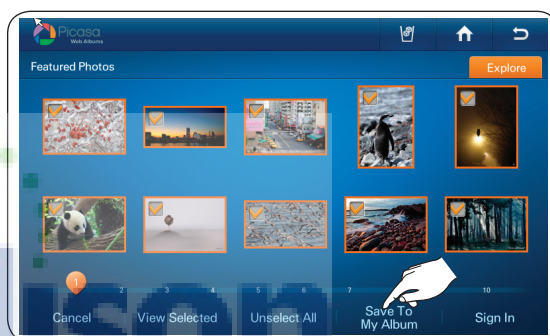 Picasa
Web Albums
Featured Photos
Explore
1 2 3 4 5 6 7 10
Cancel
View Selected
Unselect All
Save To
My Album
Sign In